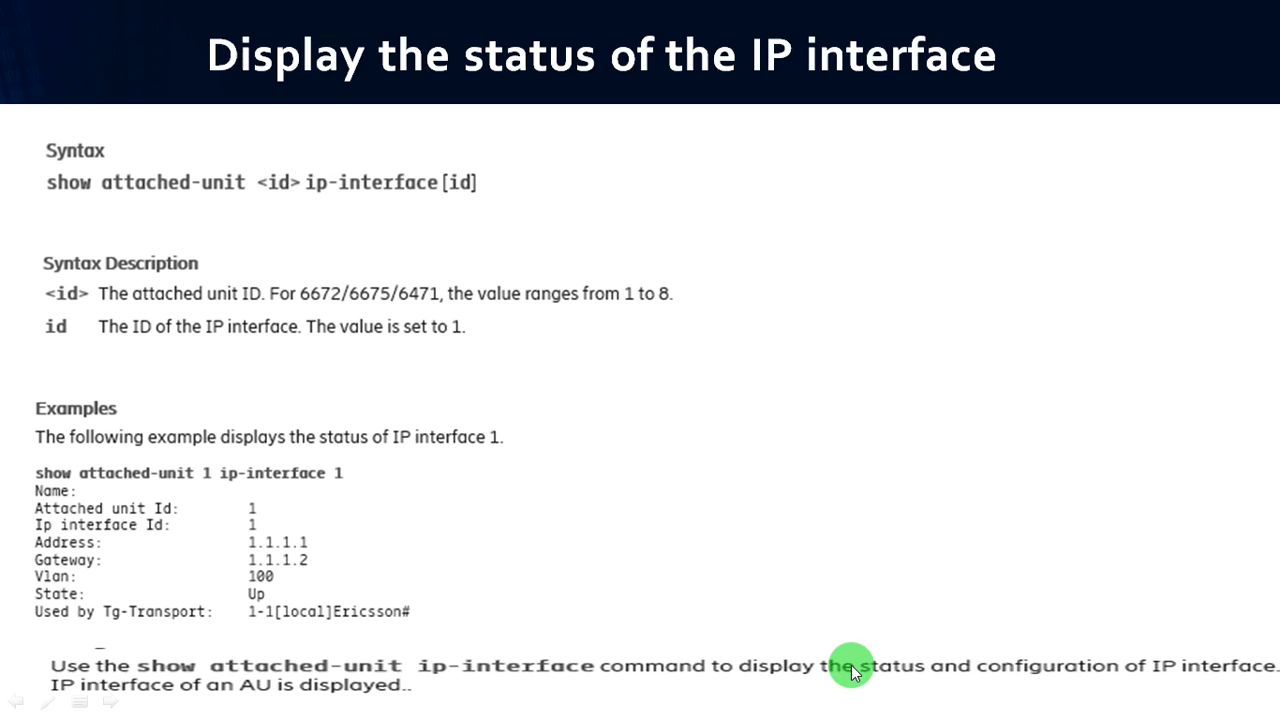 Display the status of the IP interface
Syntax
show attached-unit <id> ip-interface [id]
Syntax Description
<id> The attached unit ID. For 6672/6675/6471, the value ranges from 1 to 8.
id The ID of the IP interface. The value is set to 1.
Examples
The following example displays the status of IP interface 1.
show attached-unit 1 ip-interface 1
Name:
Attached unit Id: 1
Ip interface Id: 1
Address: 1.1.1.1
Gateway: 1.1.1.2
Vlan: 100
State: Up
Used by Tg-Transport: 1-1[local]Ericsson#
Use the show attached-unit ip-interface command to display the status and configuration of IP interface.
IP interface of an AU is displayed..